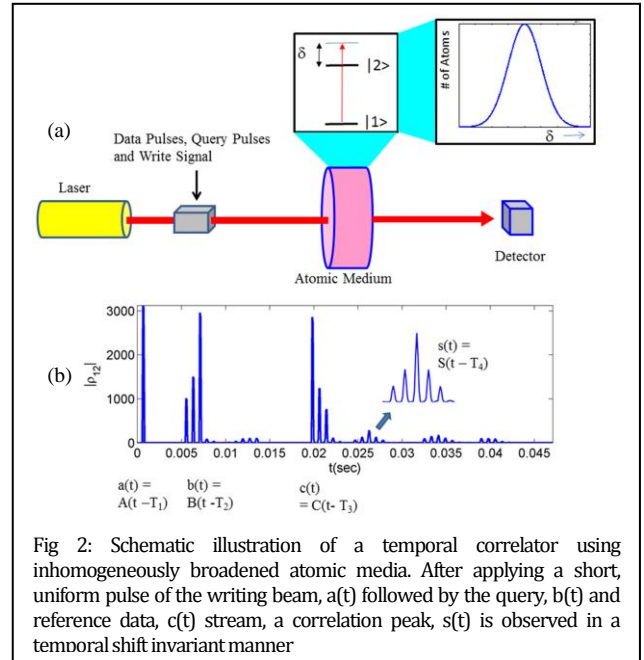 δ
|2>
|1>
# of Atoms
δ
(a)
Data Pulses, Query Pulses
and Write Signal
Laser
Atomic Medium
Detector
(b)
|ρ₁₂|
3000
2000
1000
0
0 0.005 0.01 0.015 0.02 0.025 0.03 0.035 0.04 0.045
t(sec)
s(t) =
S(t – T₄)
a(t) =
A(t –T₁)
b(t) =
B(t -T₂)
c(t)
= C(t- T₃)
Fig 2: Schematic illustration of a temporal correlator using
inhomogeneously broadened atomic media. After applying a short,
uniform pulse of the writing beam, a(t) followed by the query, b(t) and
reference data, c(t) stream, a correlation peak, s(t) is observed in a
temporal shift invariant manner